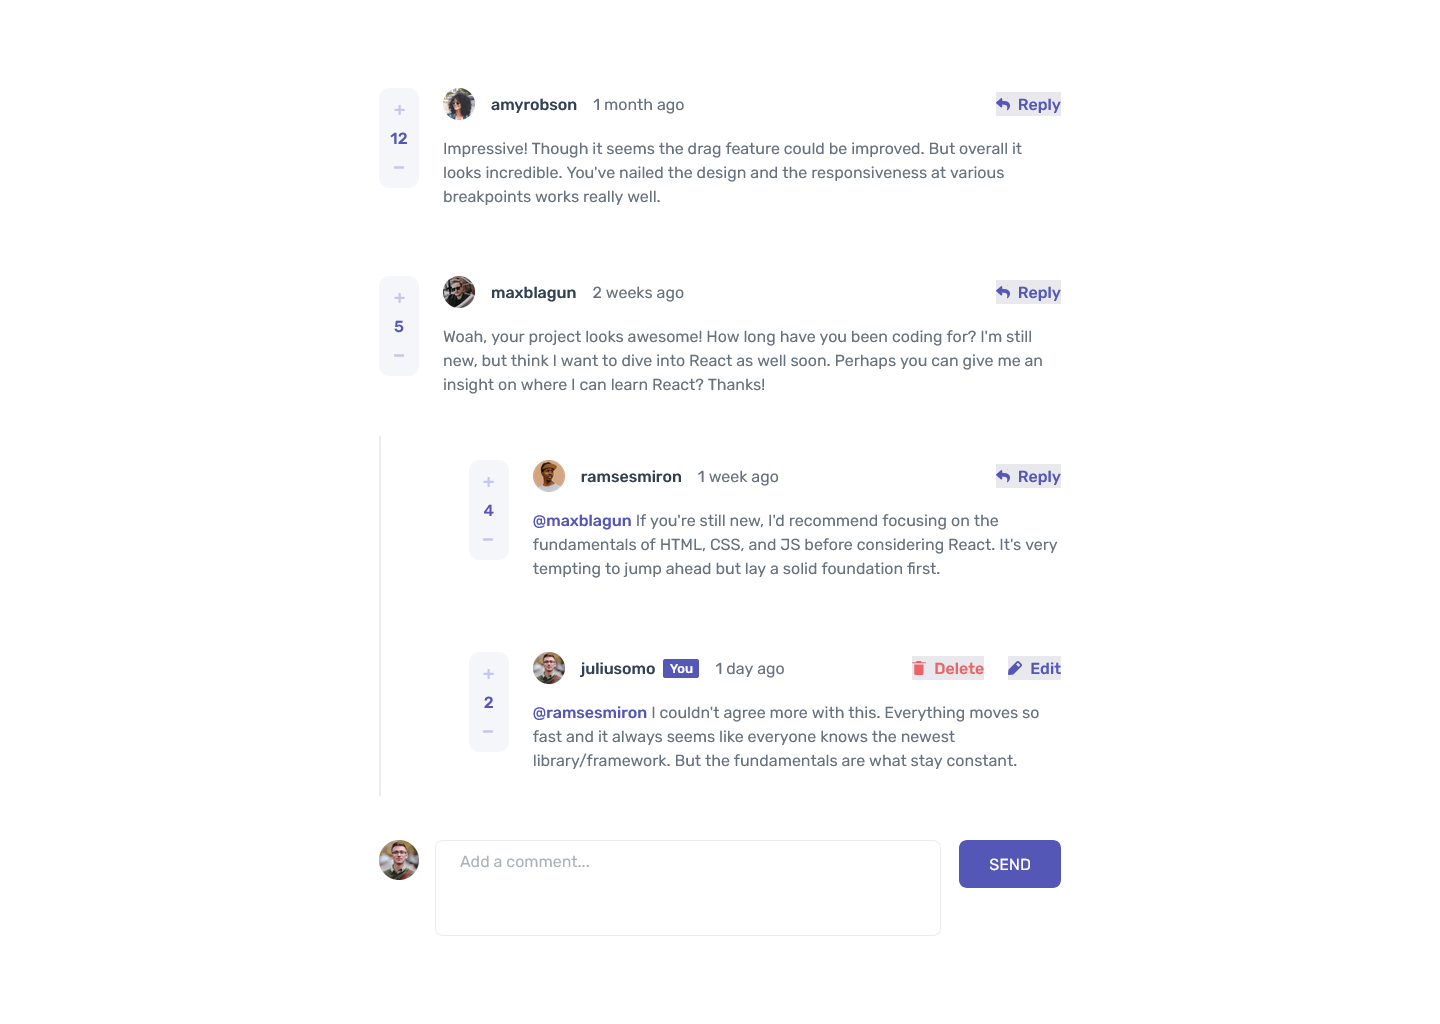 +
12
−
amyrobson 1 month ago Reply
Impressive! Though it seems the drag feature could be improved. But overall it
looks incredible. You've nailed the design and the responsiveness at various
breakpoints works really well.
+
5
−
maxblagun 2 weeks ago Reply
Woah, your project looks awesome! How long have you been coding for? I'm still
new, but think I want to dive into React as well soon. Perhaps you can give me an
insight on where I can learn React? Thanks!
+
4
−
ramsesmiron 1 week ago Reply
@maxblagun If you're still new, I'd recommend focusing on the
fundamentals of HTML, CSS, and JS before considering React. It's very
tempting to jump ahead but lay a solid foundation first.
+
2
−
juliusomo You 1 day ago Delete Edit
@ramsesmiron I couldn't agree more with this. Everything moves so
fast and it always seems like everyone knows the newest
library/framework. But the fundamentals are what stay constant.
Add a comment...
SEND